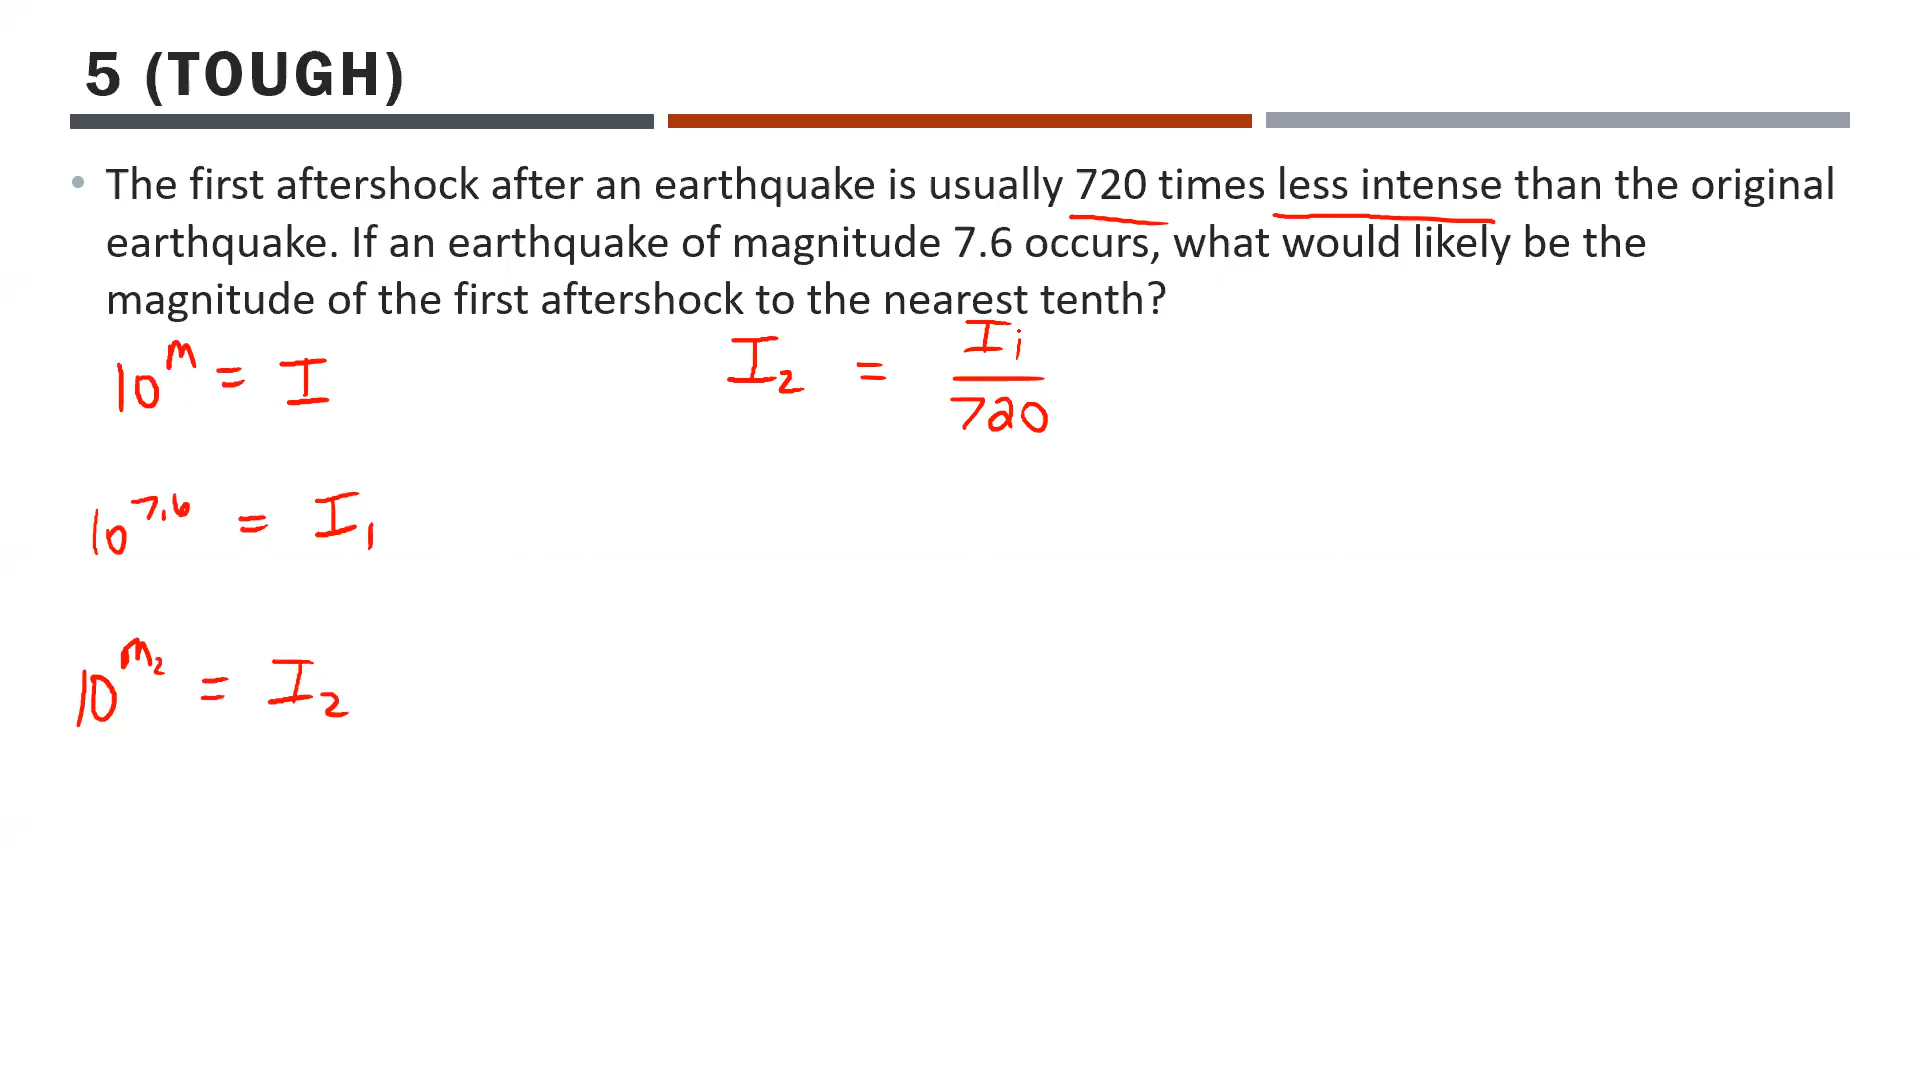 5 (TOUGH)
• The first aftershock after an earthquake is usually 720 times less intense than the original
earthquake. If an earthquake of magnitude 7.6 occurs, what would likely be the
magnitude of the first aftershock to the nearest tenth?
10^m = I
I₂ = I₁/720
10^7.6 = I₁
10^m₂ = I₂